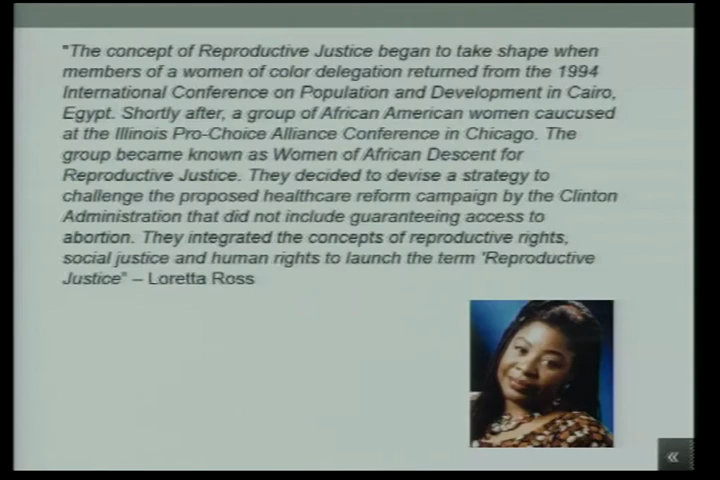 "The concept of Reproductive Justice began to take shape when
members of a women of color delegation returned from the 1994
International Conference on Population and Development in Cairo,
Egypt. Shortly after, a group of African American women caucused
at the Illinois Pro-Choice Alliance Conference in Chicago. The
group became known as Women of African Descent for
Reproductive Justice. They decided to devise a strategy to
challenge the proposed healthcare reform campaign by the Clinton
Administration that did not include guaranteeing access to
abortion. They integrated the concepts of reproductive rights,
social justice and human rights to launch the term 'Reproductive
Justice" – Loretta Ross
«